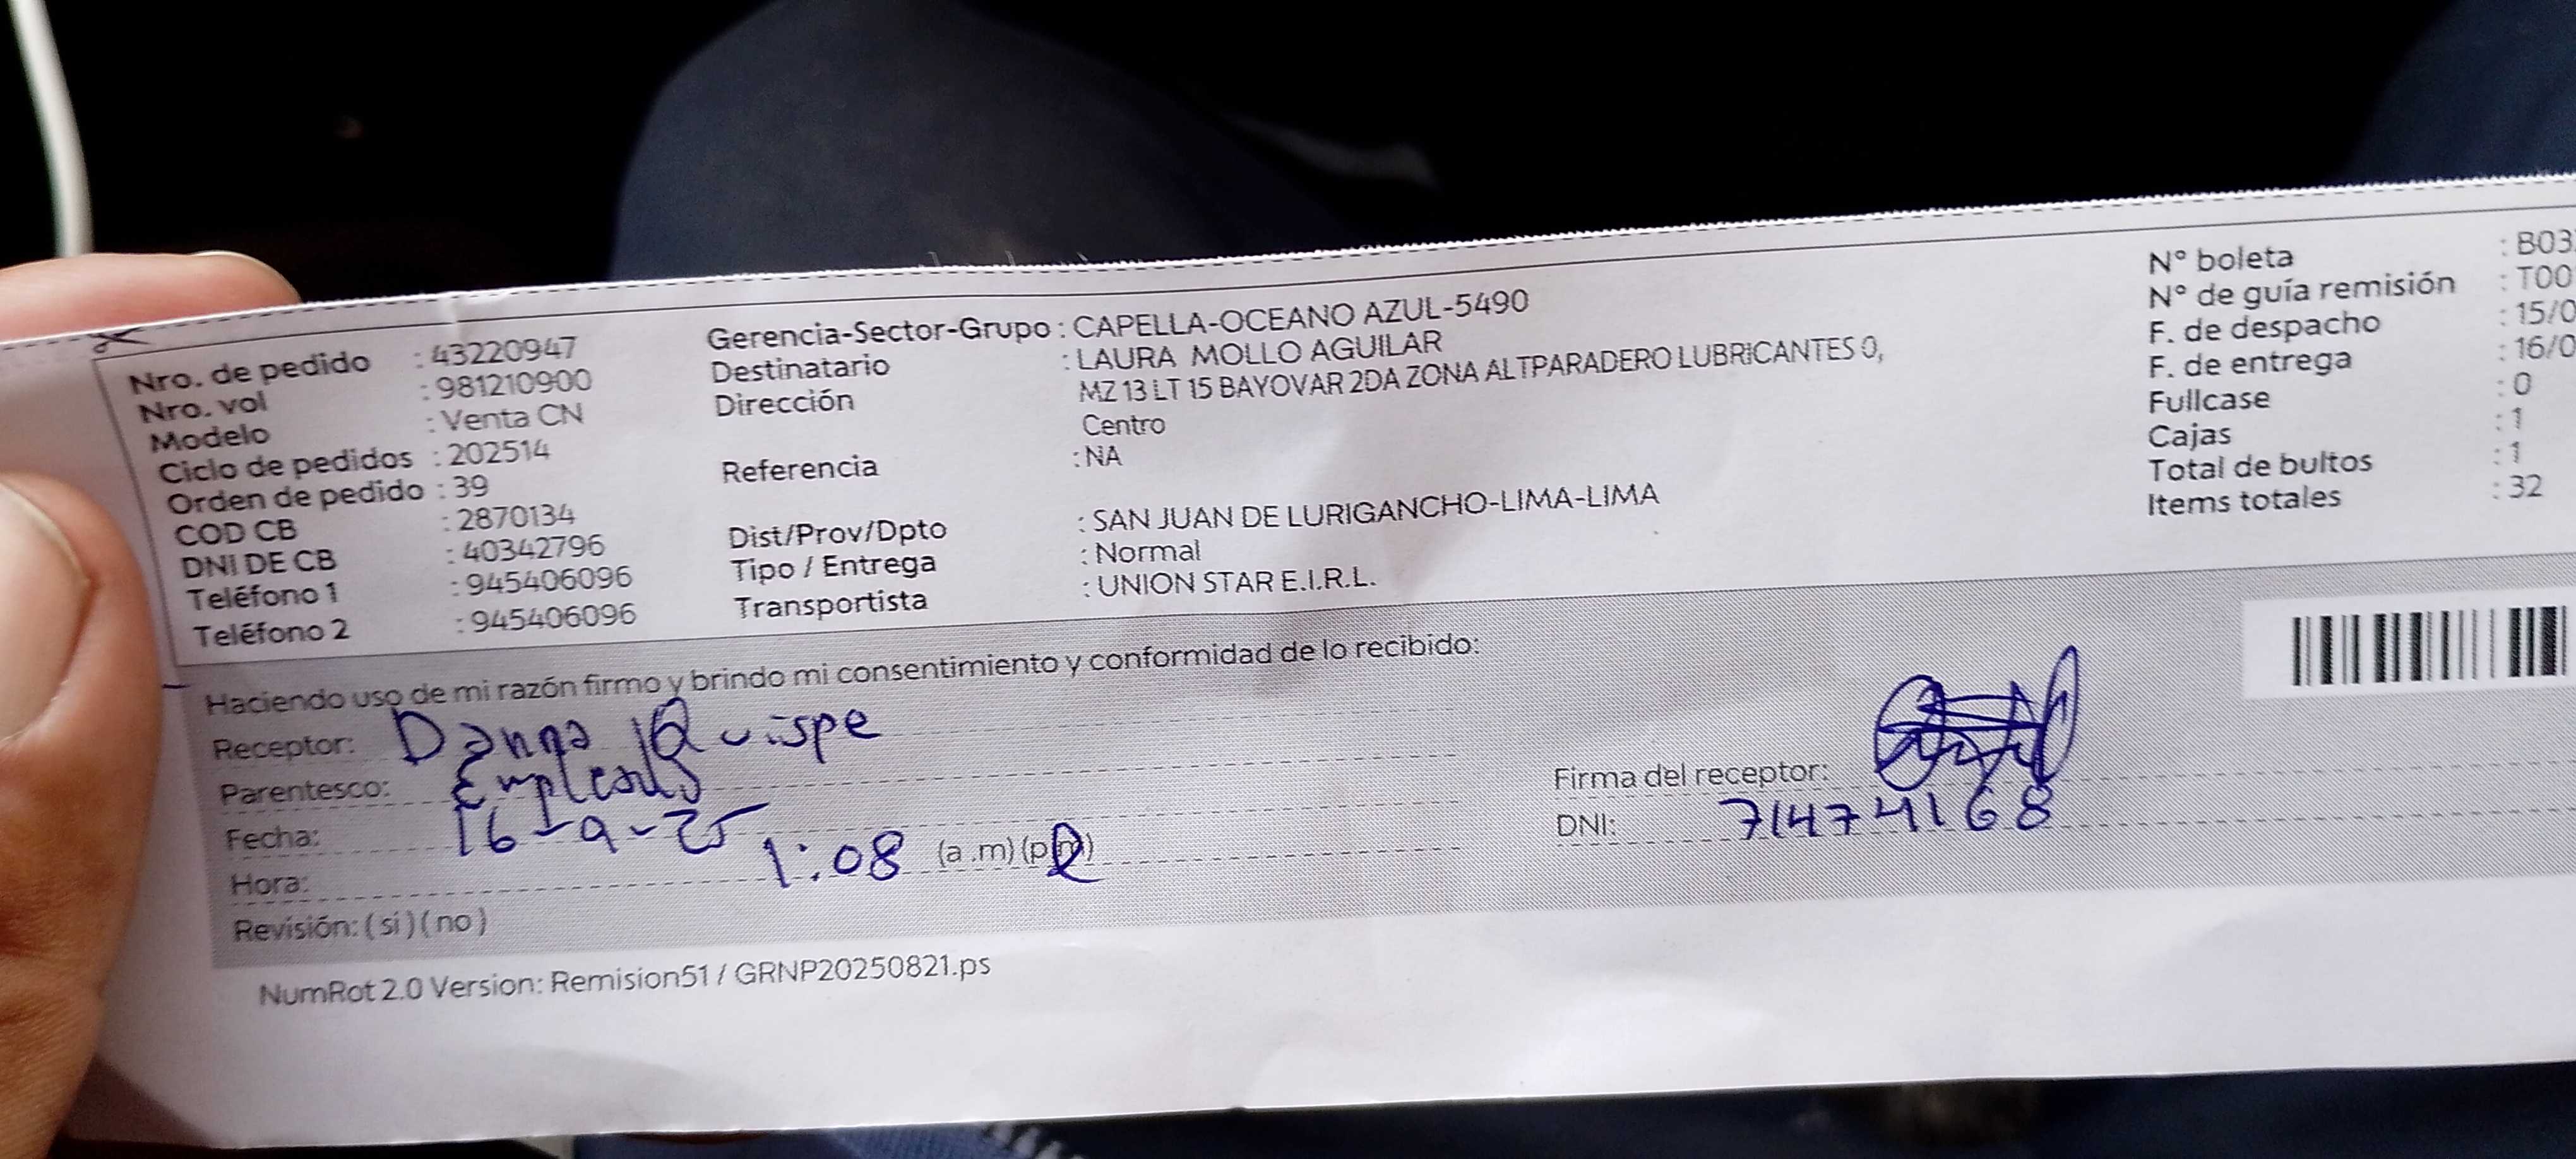 Nro. de pedido : 43220947
Nro. vol : 981210900
Modelo : Venta CN
Ciclo de pedidos : 202514
Orden de pedido : 39
COD CB : 2870134
DNI DE CB : 40342796
Teléfono 1 : 945406096
Teléfono 2 : 945406096
Gerencia-Sector-Grupo : CAPELLA-OCEANO AZUL-5490
Destinatario : LAURA MOLLO AGUILAR
Dirección MZ 13 LT 15 BAYOVAR 2DA ZONA ALTPARADERO LUBRICANTES 0,
Centro
Referencia : NA
Dist/Prov/Dpto : SAN JUAN DE LURIGANCHO-LIMA-LIMA
Tipo / Entrega : Normal
Transportista : UNION STAR E.I.R.L.
N° boleta : B03
N° de guía remisión : T00
F. de despacho : 15/0
F. de entrega : 16/0
Fullcase : 0
Cajas : 1
Total de bultos : 1
Items totales : 32
Haciendo uso de mi razón firmo y brindo mi consentimiento y conformidad de lo recibido:
Receptor: Danna Quispe
Parentesco:
Fecha: 16-9-25
Hora: 1:08 (a .m) (p.m)
Revisión: ( sí ) ( no )
Firma del receptor:
DNI: 71474168
NumRot 2.0 Version: Remision51 / GRNP20250821.ps